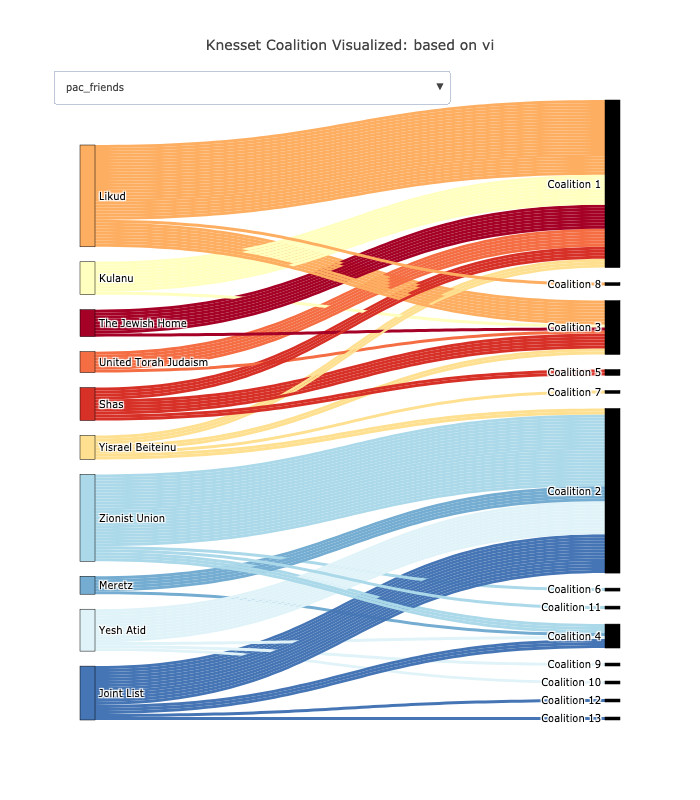 Knesset Coalition Visualized: based on vi
pac_friends
Likud
Kulanu
The Jewish Home
United Torah Judaism
Shas
Yisrael Beiteinu
Zionist Union
Meretz
Yesh Atid
Joint List
Coalition 1
Coalition 8
Coalition 3
Coalition 5
Coalition 7
Coalition 2
Coalition 6
Coalition 11
Coalition 4
Coalition 9
Coalition 10
Coalition 12
Coalition 13